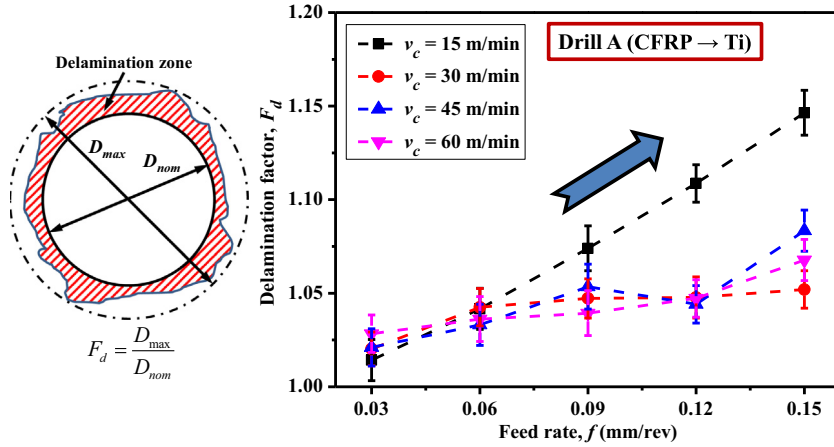 Delamination zone
D_max
D_nom
F_d = D_max / D_nom
Drill A (CFRP → Ti)
v_c = 15 m/min
v_c = 30 m/min
v_c = 45 m/min
v_c = 60 m/min
Delamination factor, F_d
1.20
1.15
1.10
1.05
1.00
0.03 0.06 0.09 0.12 0.15
Feed rate, f (mm/rev)